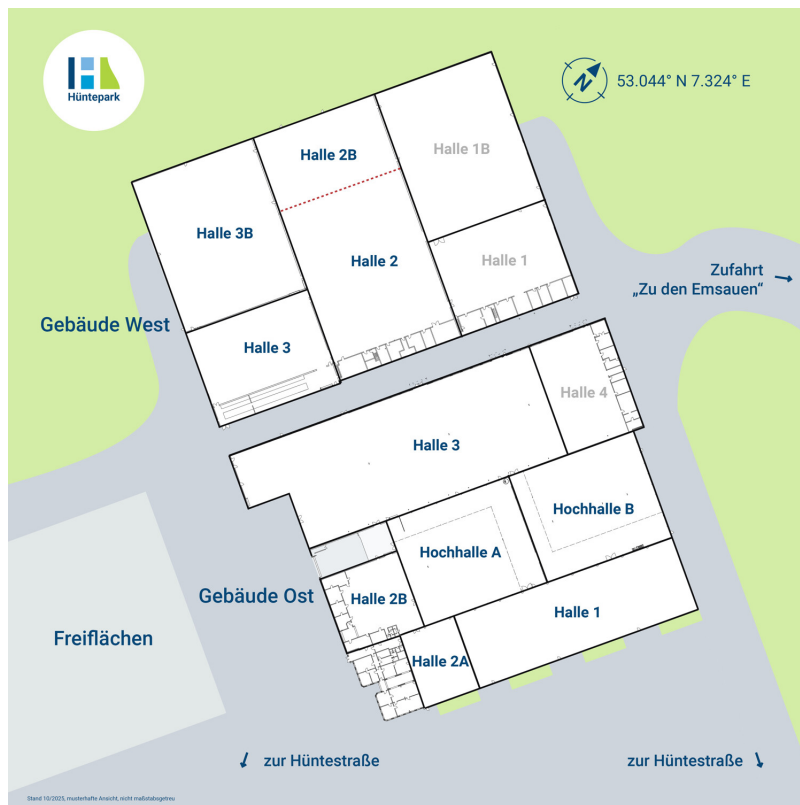 Hüntepark
N
53.044° N 7.324° E
Halle 2B
Halle 1B
Halle 3B
Halle 2
Halle 1
Zufahrt
„Zu den Emsauen“
Gebäude West
Halle 3
Halle 4
Halle 3
Hochhalle B
Hochhalle A
Gebäude Ost
Halle 2B
Halle 1
Freiflächen
Halle 2A
zur Hüntestraße
zur Hüntestraße
Stand 10/2025, musterhafte Ansicht, nicht maßstabsgetreu